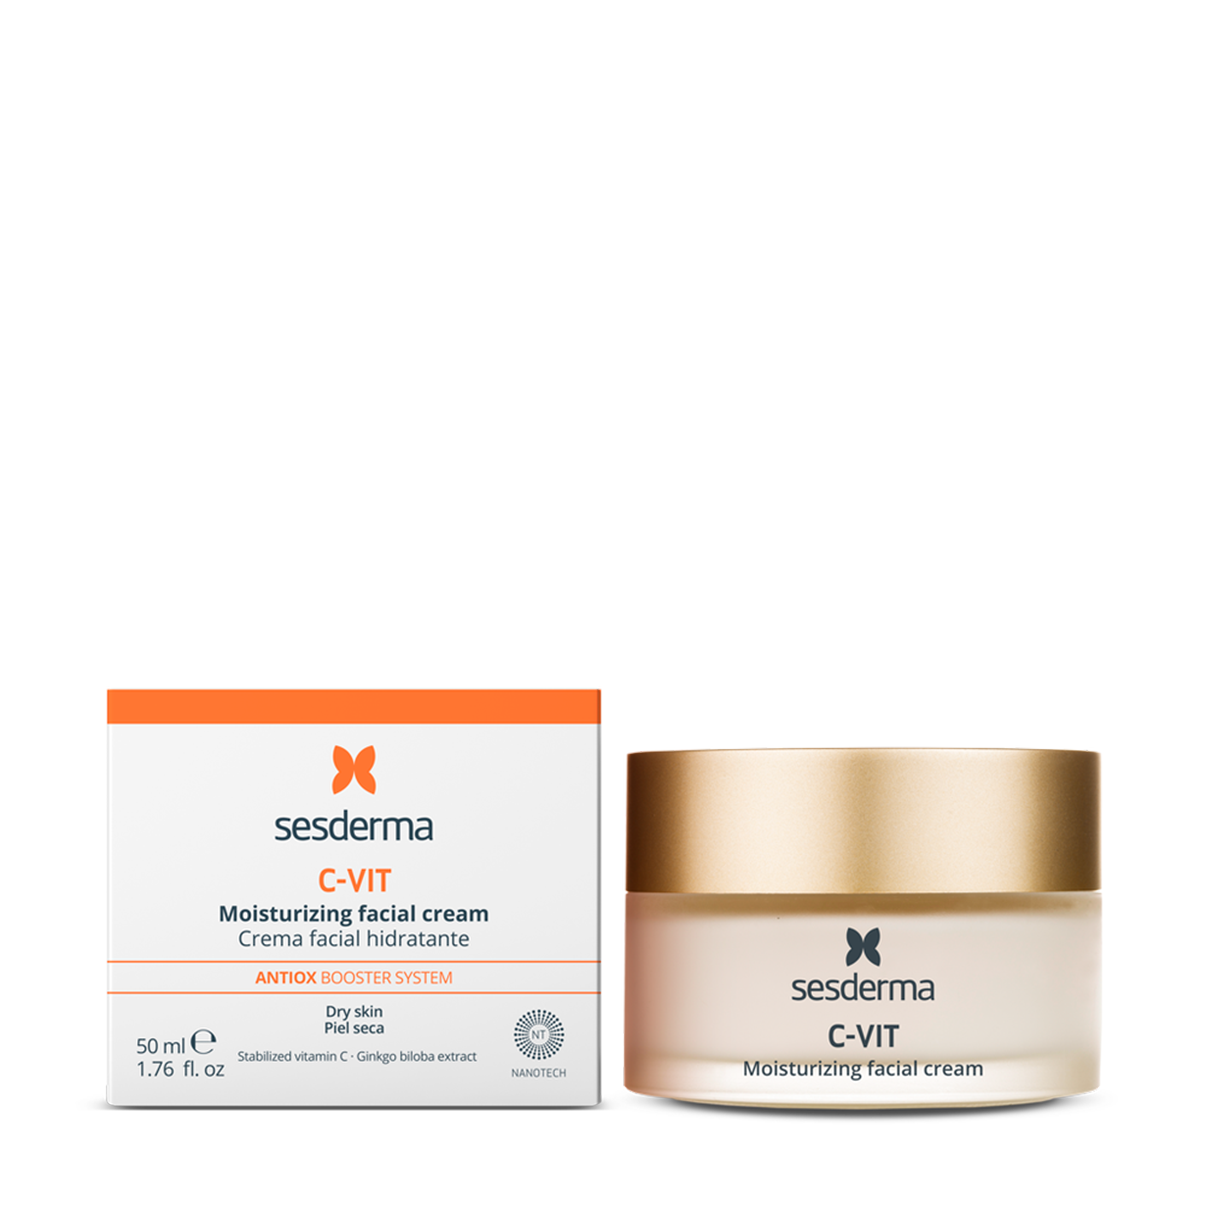 sesderma
C-VIT
Moisturizing facial cream
Crema facial hidratante
ANTIOX BOOSTER SYSTEM
Dry skin
Piel seca
50 ml ℮
1.76 fl. oz
Stabilized vitamin C · Ginkgo biloba extract
NT
NANOTECH
sesderma
C-VIT
Moisturizing facial cream